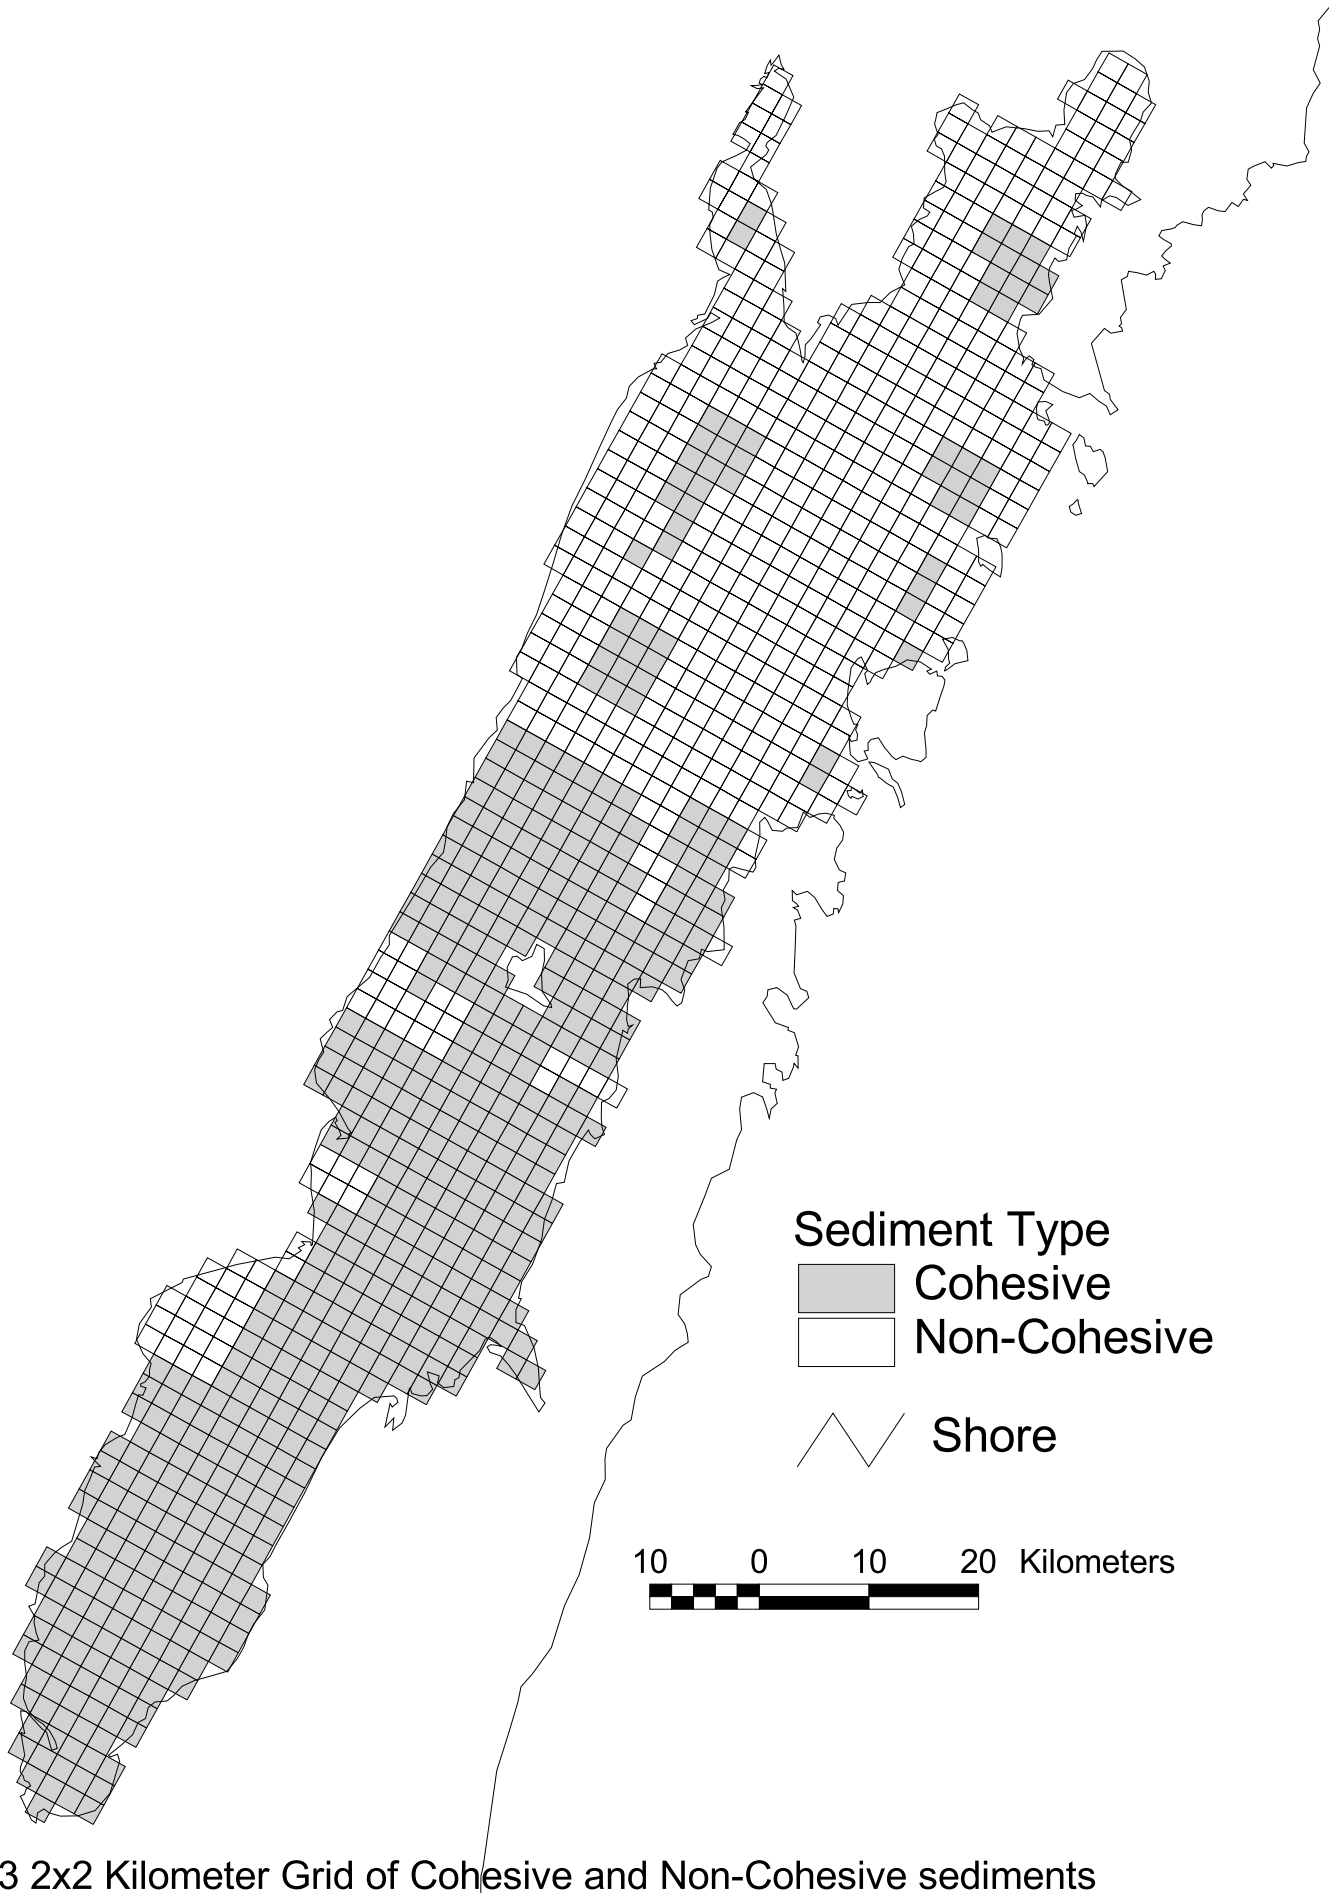 Sediment Type
Cohesive
Non-Cohesive
Shore
10 0 10 20 Kilometers
3 2x2 Kilometer Grid of Cohesive and Non-Cohesive sediments